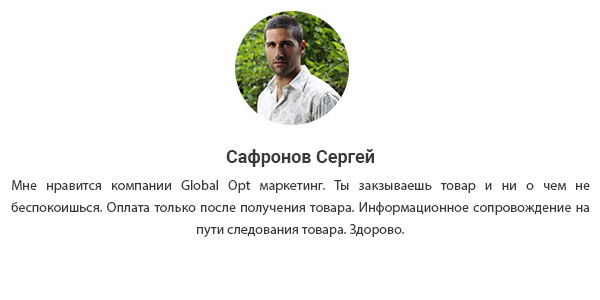 Сафронов Сергей
Мне нравится компании Global Opt маркетинг. Ты закзываешь товар и ни о чем не
беспокоишься. Оплата только после получения товара. Информационное сопровождение на
пути следования товара. Здорово.